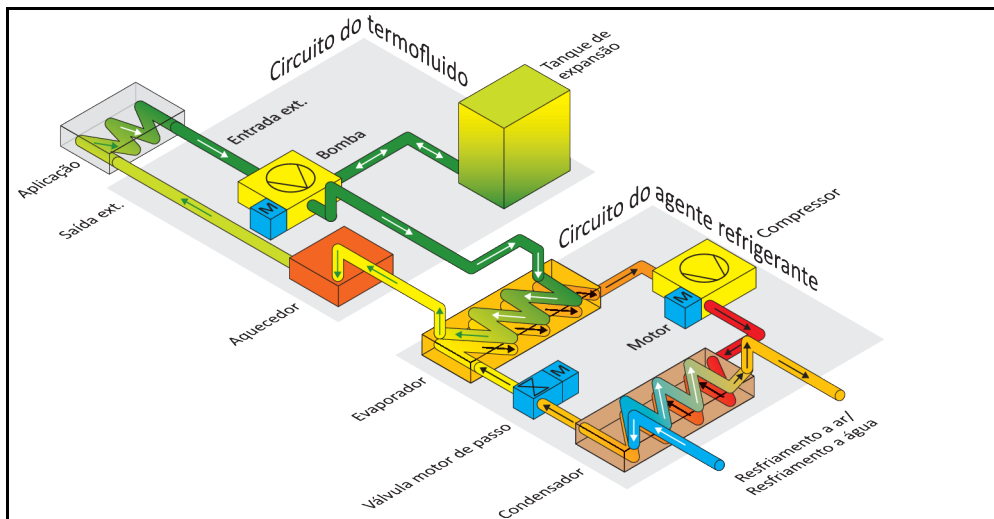 Circuito do termofluido
Tanque de
expansão
Entrada ext.
Bomba
Aplicação
M
Saída ext.
Circuito do agente refrigerante
Compressor
Aquecedor
M
Motor
Evaporador
M
Válvula motor de passo
Condensador
Resfriamento a ar/
Resfriamento a água